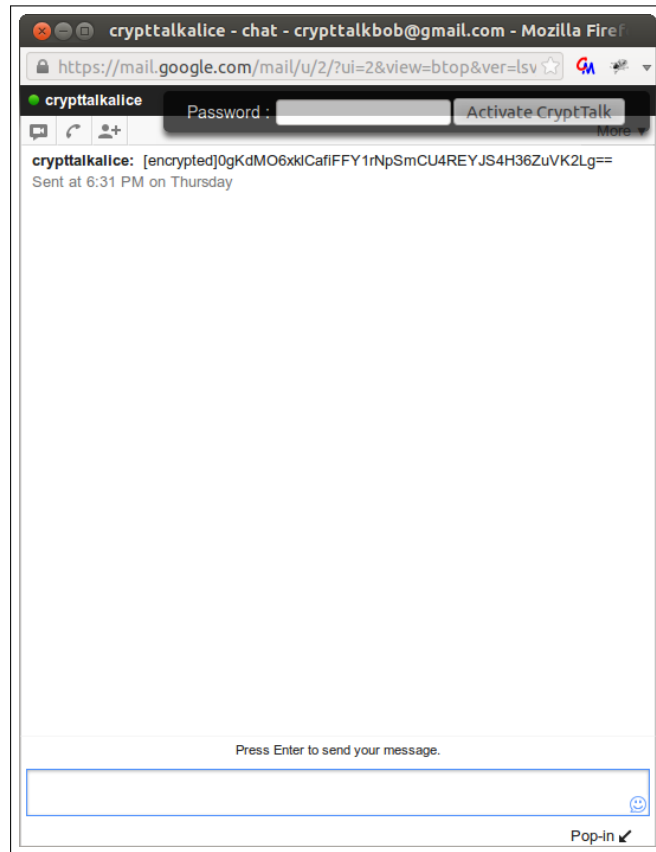 crypttalkalice - chat - crypttalkbob@gmail.com - Mozilla Firef
https://mail.google.com/mail/u/2/?ui=2&view=btop&ver=lsv
crypttalkalice
Password : Activate CryptTalk
More
crypttalkalice: [encrypted]0gKdMO6xklCafiFFY1rNpSmCU4REYJS4H36ZuVK2Lg==
Sent at 6:31 PM on Thursday
Press Enter to send your message.
Pop-in